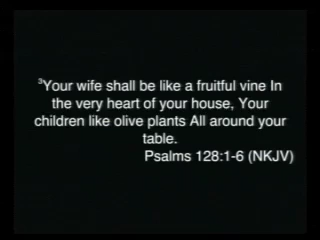 ³Your wife shall be like a fruitful vine In
the very heart of your house, Your
children like olive plants All around your
table.
Psalms 128:1-6 (NKJV)